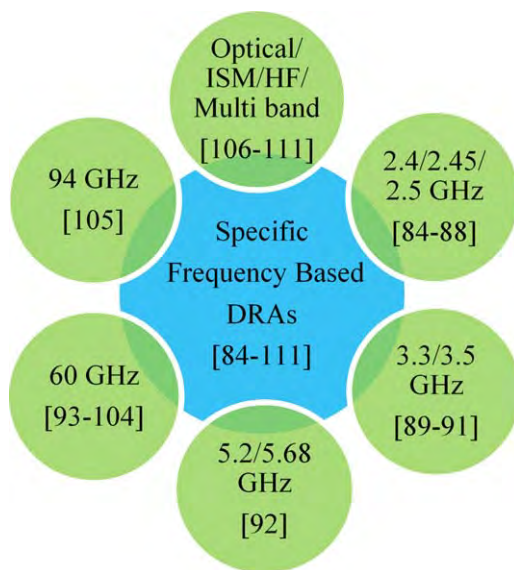 Optical/
ISM/HF/
Multi band
[106-111]
2.4/2.45/
2.5 GHz
[84-88]
3.3/3.5
GHz
[89-91]
5.2/5.68
GHz
[92]
60 GHz
[93-104]
94 GHz
[105]
Specific
Frequency Based
DRAs
[84-111]